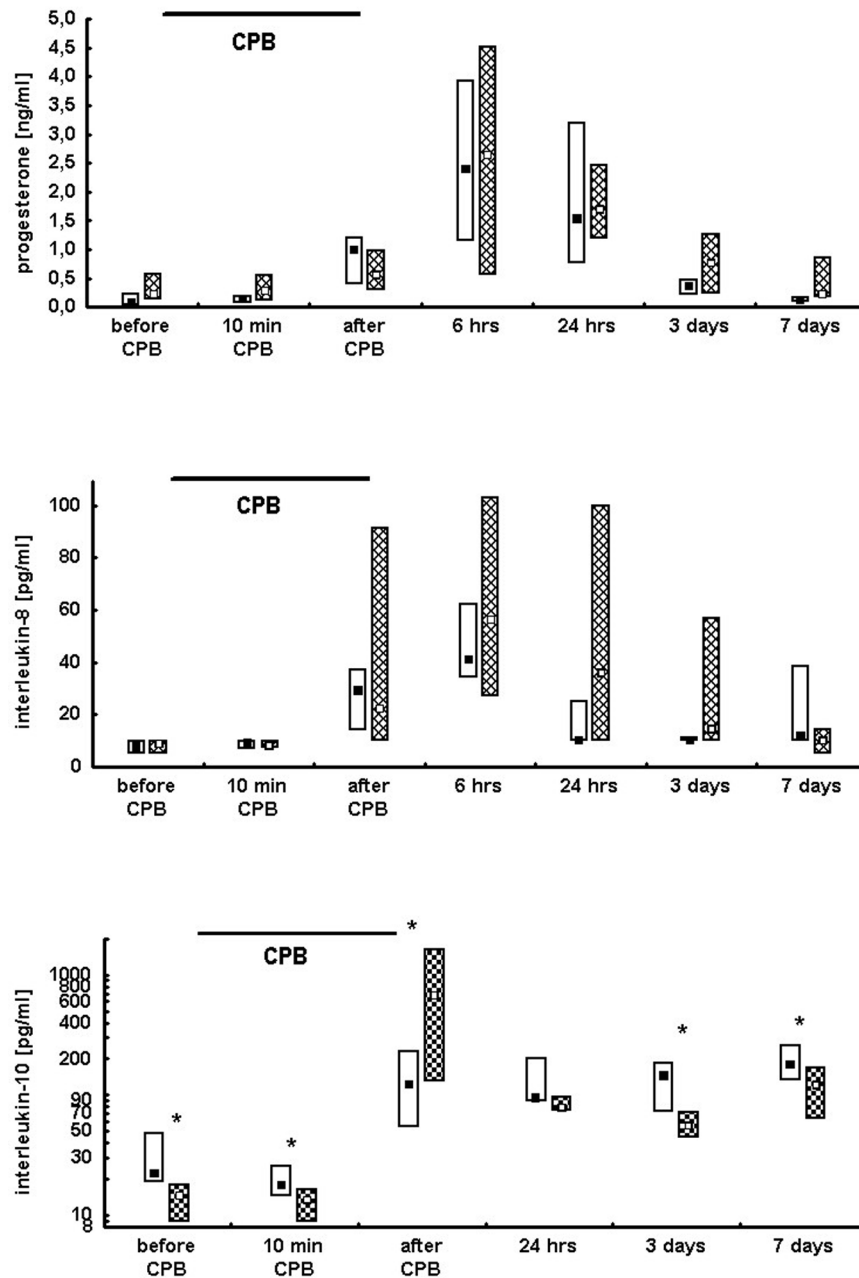 CPB
progesterone [ng/ml]
5,0
4,5
4,0
3,5
3,0
2,5
2,0
1,5
1,0
0,5
0,0
before CPB
10 min CPB
after CPB
6 hrs
24 hrs
3 days
7 days
CPB
interleukin-8 [pg/ml]
100
80
60
40
20
0
before CPB
10 min CPB
after CPB
6 hrs
24 hrs
3 days
7 days
CPB
*
*
*
*
*
interleukin-10 [pg/ml]
1000
800
600
400
200
90
70
50
30
10
8
before CPB
10 min CPB
after CPB
24 hrs
3 days
7 days